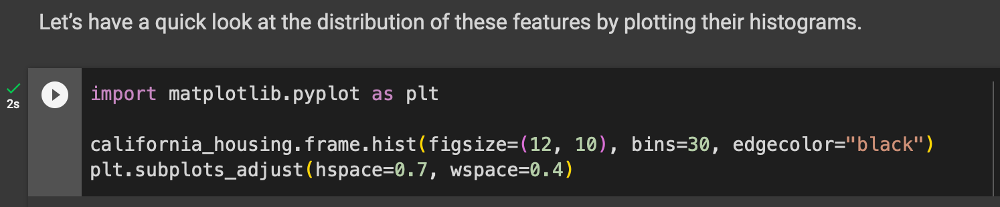 Let’s have a quick look at the distribution of these features by plotting their histograms.
2s
import matplotlib.pyplot as plt
california_housing.frame.hist(figsize=(12, 10), bins=30, edgecolor="black")
plt.subplots_adjust(hspace=0.7, wspace=0.4)